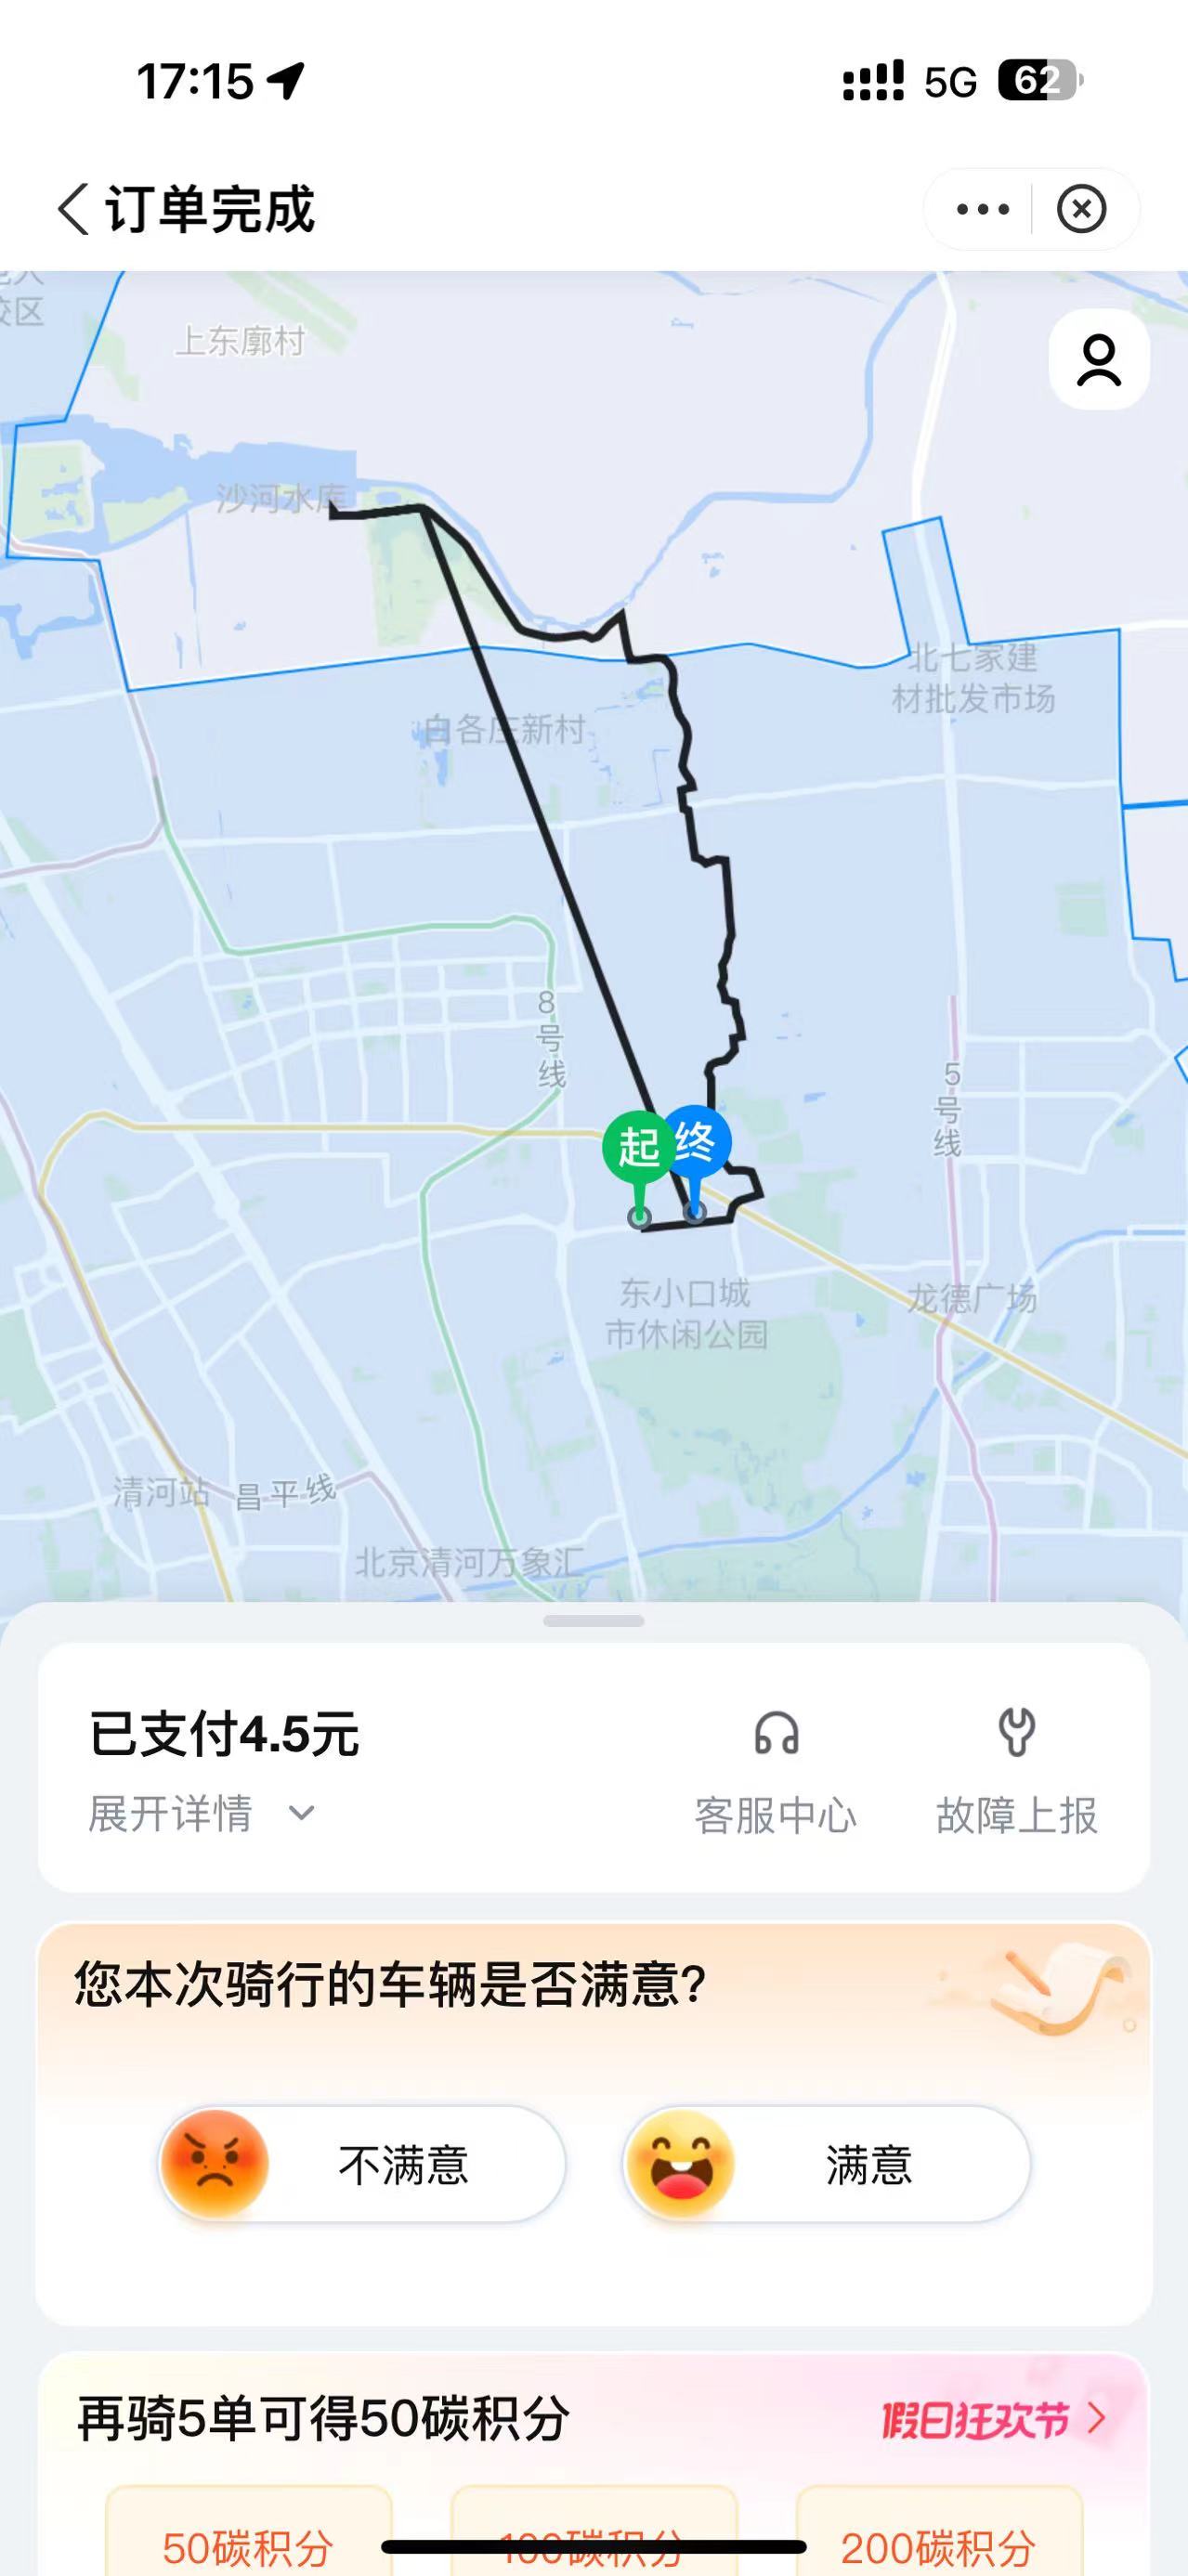 17:15
5G 62
订单完成
校区
上东廓村
沙河水库
北七家建
材批发市场
白各庄新村
8号线
5号线
起
终
东小口城
市休闲公园
龙德广场
清河站
昌平线
北京清河万象汇
已支付4.5元
展开详情
客服中心
故障上报
您本次骑行的车辆是否满意?
不满意
满意
再骑5单可得50碳积分
假日狂欢节
50碳积分
100碳积分
200碳积分